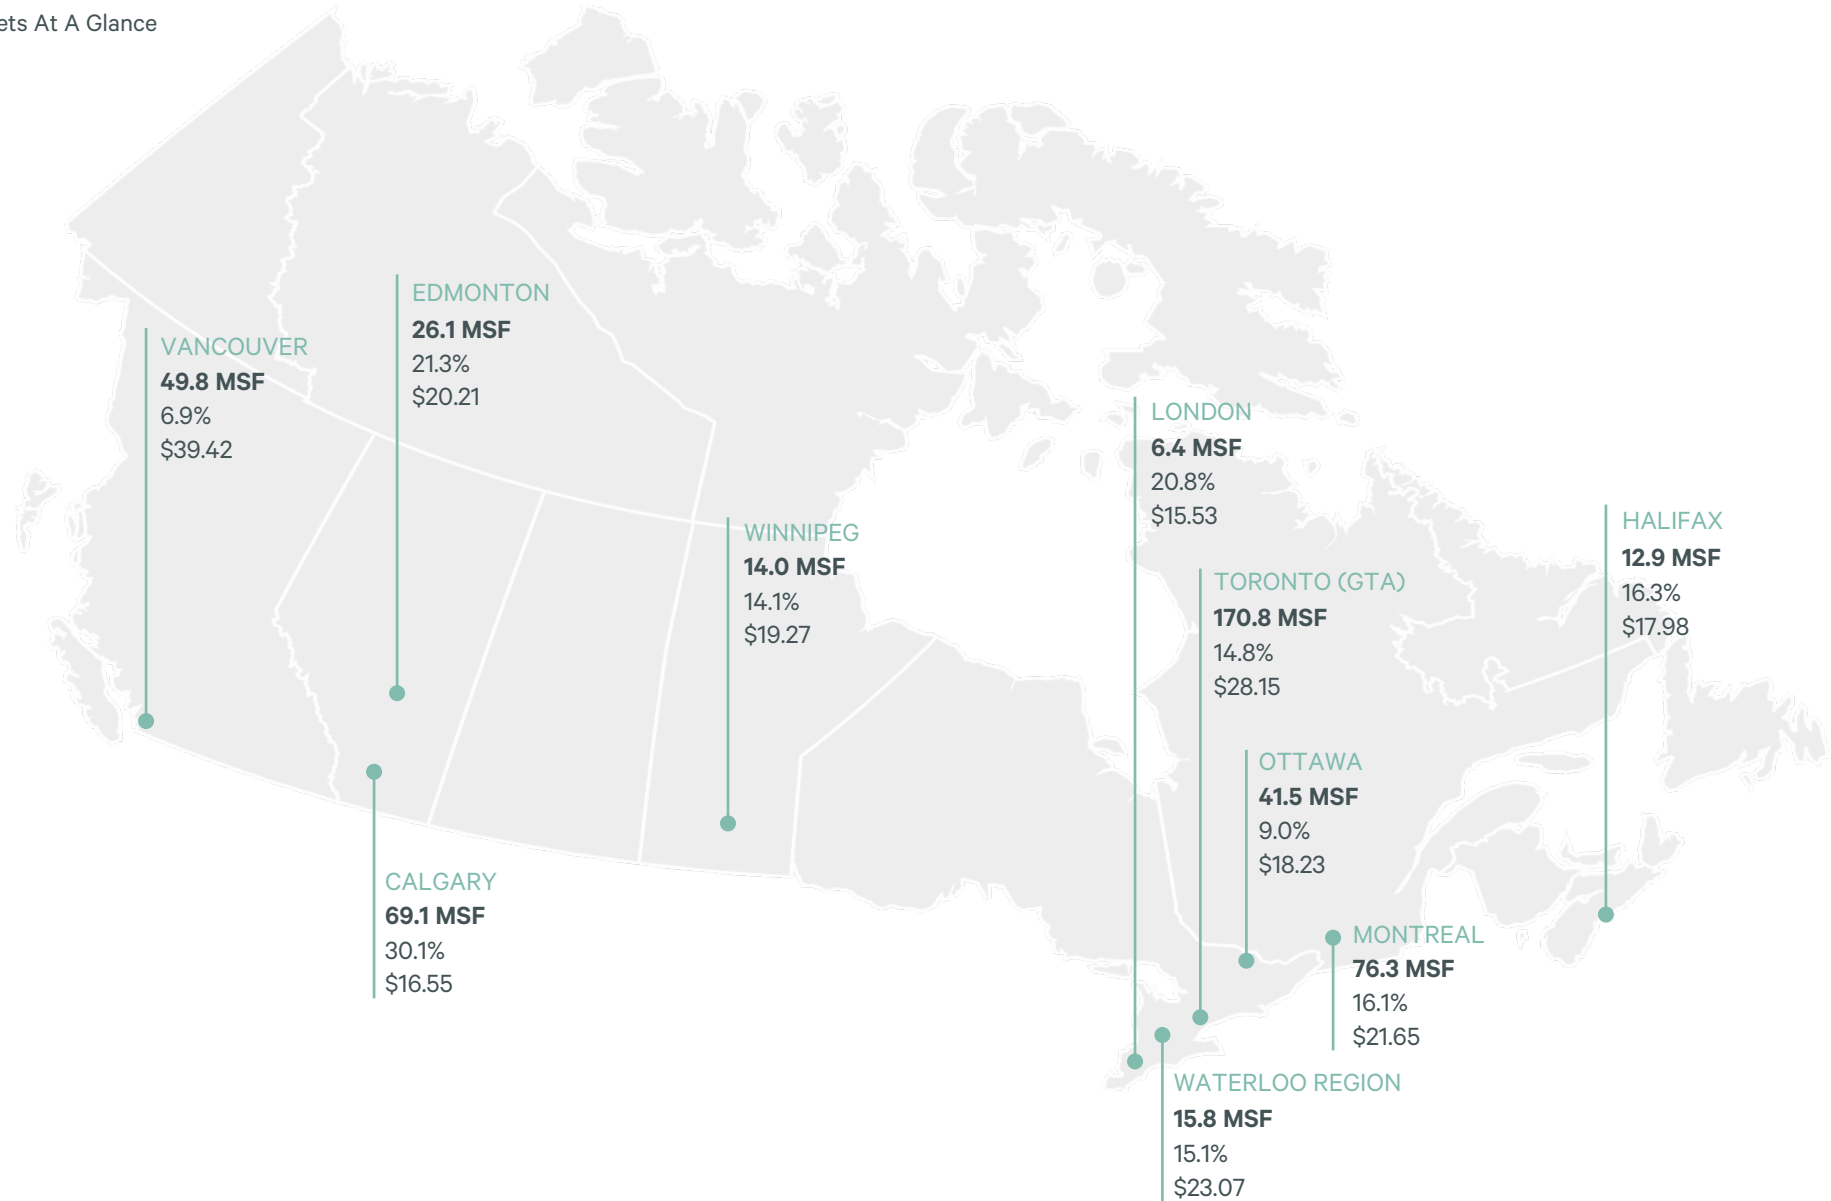 ets At A Glance
EDMONTON
26.1 MSF
21.3%
$20.21
VANCOUVER
49.8 MSF
6.9%
$39.42
LONDON
6.4 MSF
20.8%
$15.53
HALIFAX
12.9 MSF
16.3%
$17.98
WINNIPEG
14.0 MSF
14.1%
$19.27
TORONTO (GTA)
170.8 MSF
14.8%
$28.15
OTTAWA
41.5 MSF
9.0%
$18.23
CALGARY
69.1 MSF
30.1%
$16.55
MONTREAL
76.3 MSF
16.1%
$21.65
WATERLOO REGION
15.8 MSF
15.1%
$23.07